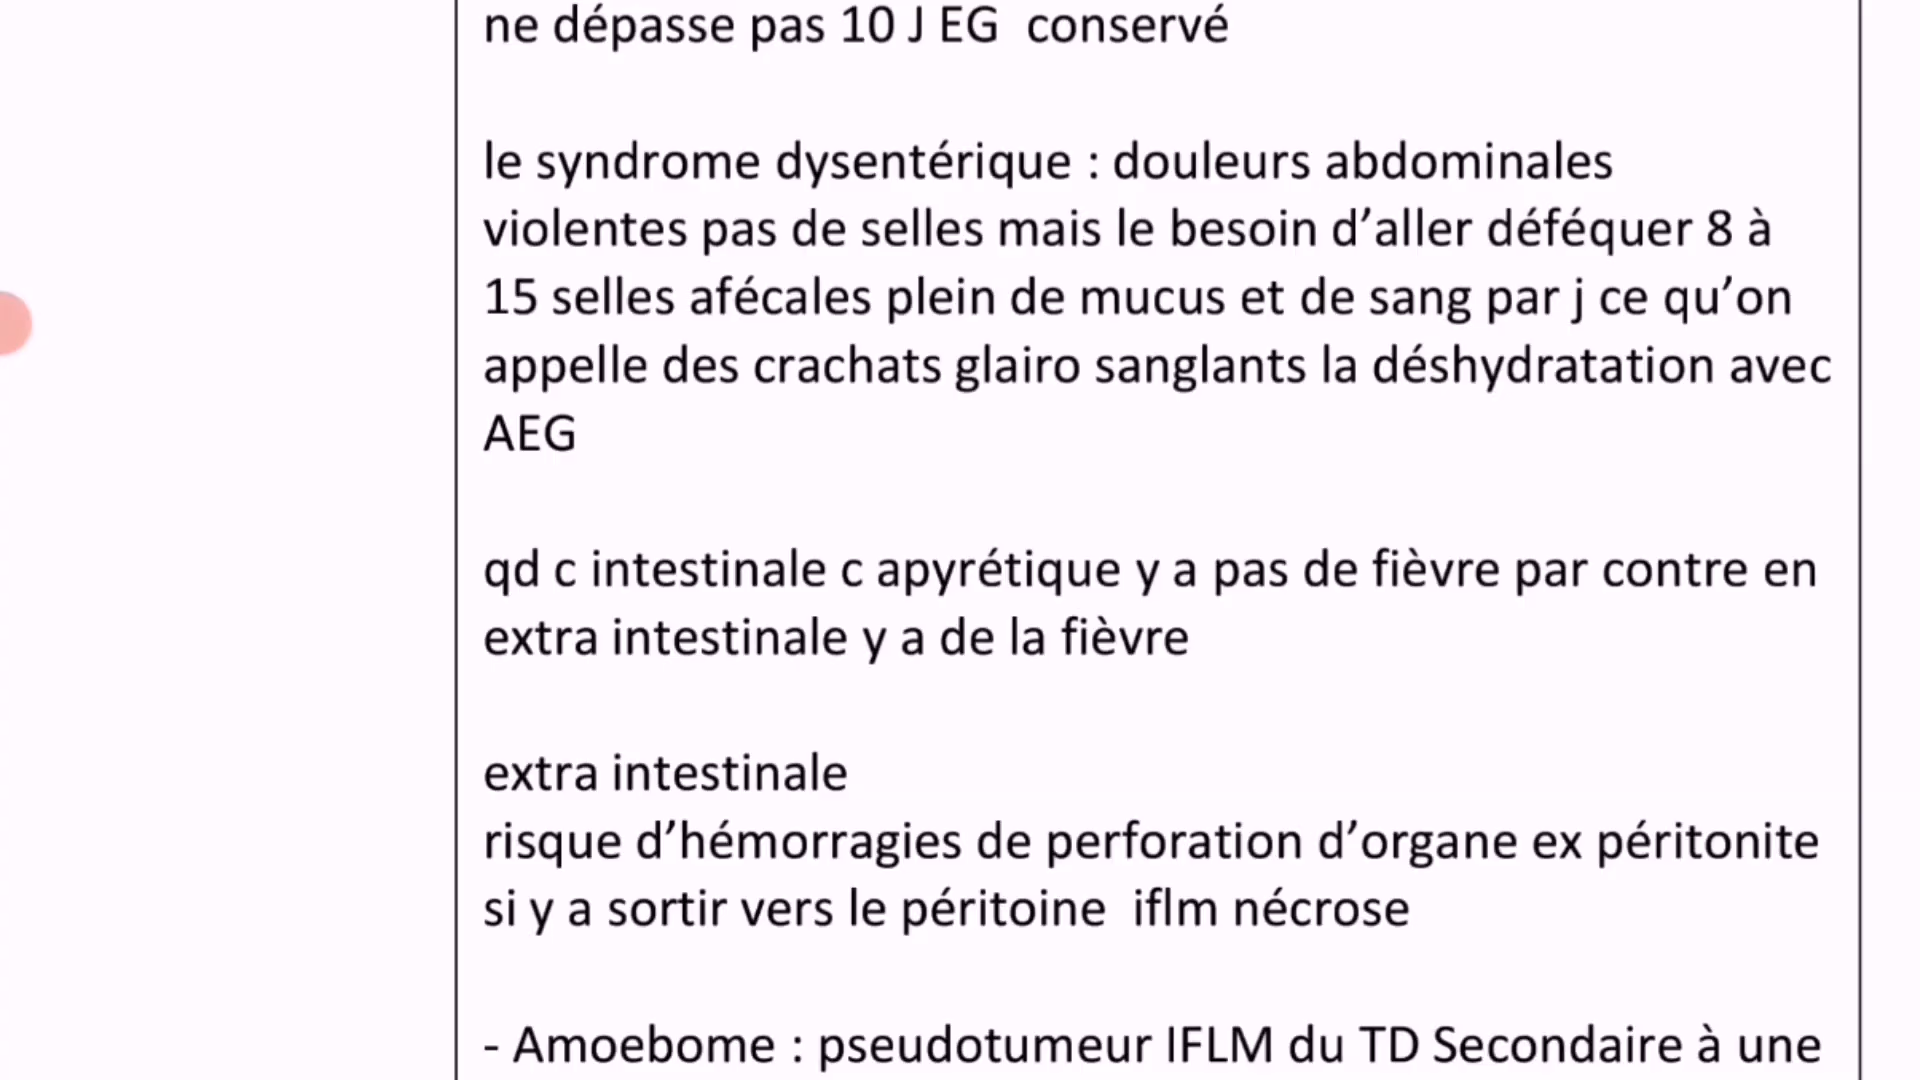 ne dépasse pas 10 J EG  conservé
le syndrome dysentérique : douleurs abdominales
violentes pas de selles mais le besoin d’aller déféquer 8 à
15 selles afécales plein de mucus et de sang par j ce qu’on
appelle des crachats glairo sanglants la déshydratation avec
AEG
qd c intestinale c apyrétique y a pas de fièvre par contre en
extra intestinale y a de la fièvre
extra intestinale
risque d’hémorragies de perforation d’organe ex péritonite
si y a sortir vers le péritoine  iflm nécrose
- Amoebome : pseudotumeur IFLM du TD Secondaire à une